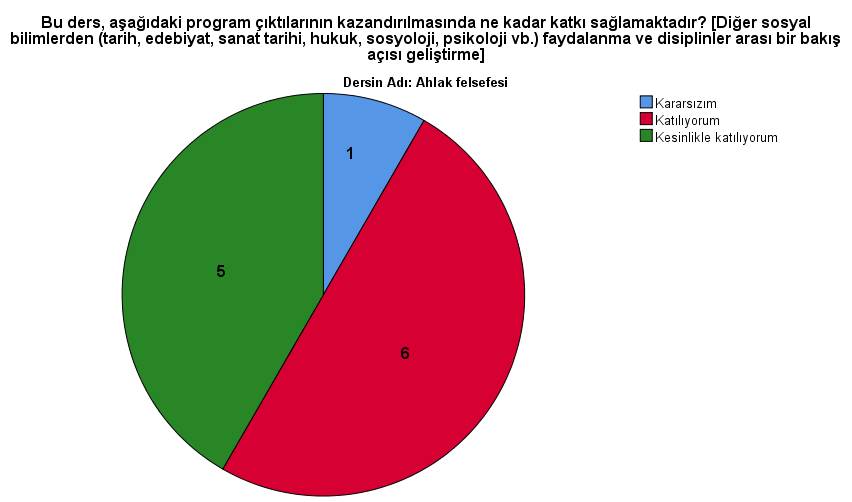 Bu ders, aşağıdaki program çıktılarının kazandırılmasında ne kadar katkı sağlamaktadır? [Diğer sosyal
bilimlerden (tarih, edebiyat, sanat tarihi, hukuk, sosyoloji, psikoloji vb.) faydalanma ve disiplinler arası bir bakış
açısı geliştirme]
Dersin Adı: Ahlak felsefesi
Kararsızım
Katılıyorum
Kesinlikle katılıyorum
1
5
6